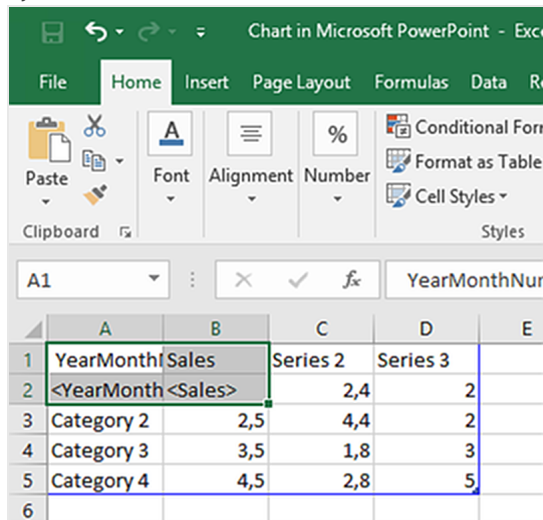 Chart in Microsoft PowerPoint - Exc
File Home Insert Page Layout Formulas Data R
Paste Font Alignment Number
Conditional For
Format as Table
Cell Styles
Clipboard Styles
%
A
A1 fx YearMonthNu
A B C D E
1 YearMonth Sales Series 2 Series 3
2 <YearMonth <Sales> 2,4 2
3 Category 2 2,5 4,4 2
4 Category 3 3,5 1,8 3
5 Category 4 4,5 2,8 5
6